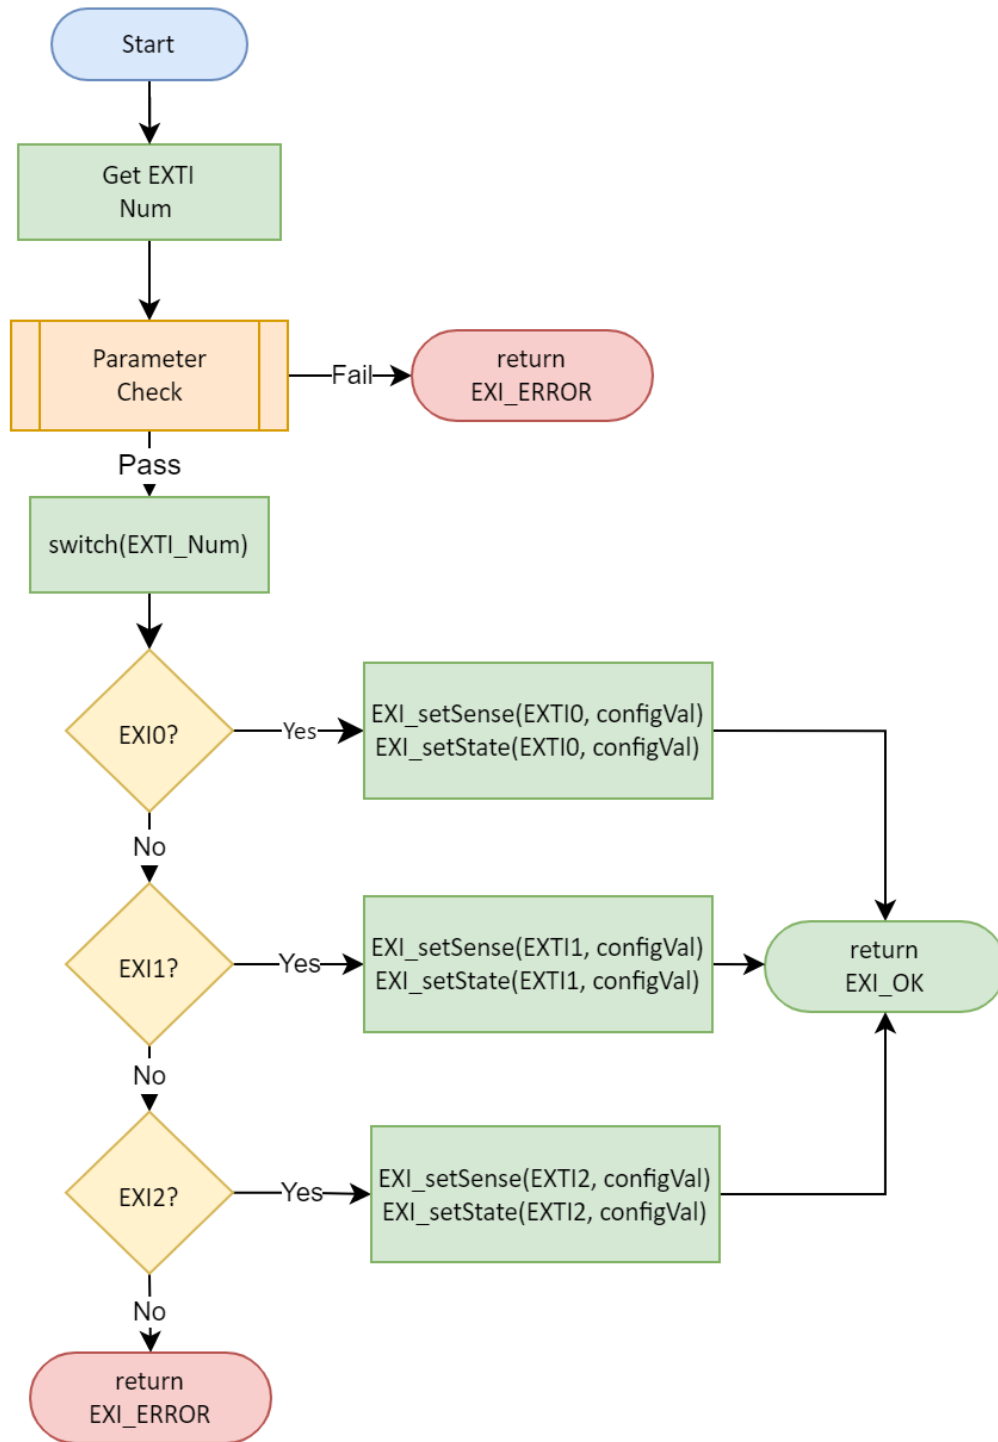 Start
Get EXTI
Num
Parameter
Check
Fail
return
EXI_ERROR
Pass
switch(EXTI_Num)
EXI0?
Yes
EXI_setSense(EXTI0, configVal)
EXI_setState(EXTI0, configVal)
No
EXI1?
Yes
EXI_setSense(EXTI1, configVal)
EXI_setState(EXTI1, configVal)
return
EXI_OK
No
EXI2?
Yes
EXI_setSense(EXTI2, configVal)
EXI_setState(EXTI2, configVal)
No
return
EXI_ERROR